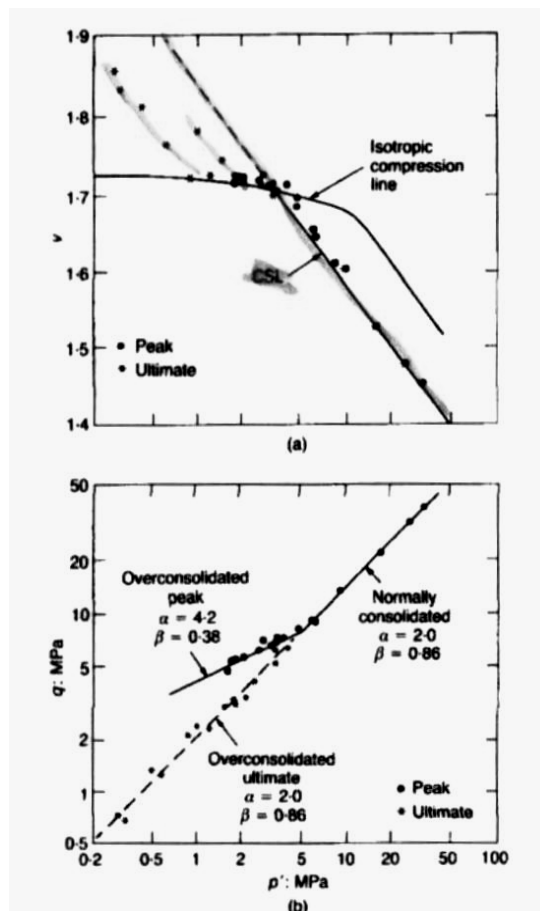 1·9
1·8
1·7
1·6
1·5
1·4
v
Isotropic
compression
line
CSL
Peak
Ultimate
(a)
50
20
10
5
2
1
0·5
q: MPa
Overconsolidated
peak
α = 4·2
β = 0·38
Normally
consolidated
α = 2·0
β = 0·86
Overconsolidated
ultimate
α = 2·0
β = 0·86
Peak
Ultimate
0·2 0·5 1 2 5 10 20 50 100
p′: MPa
(b)